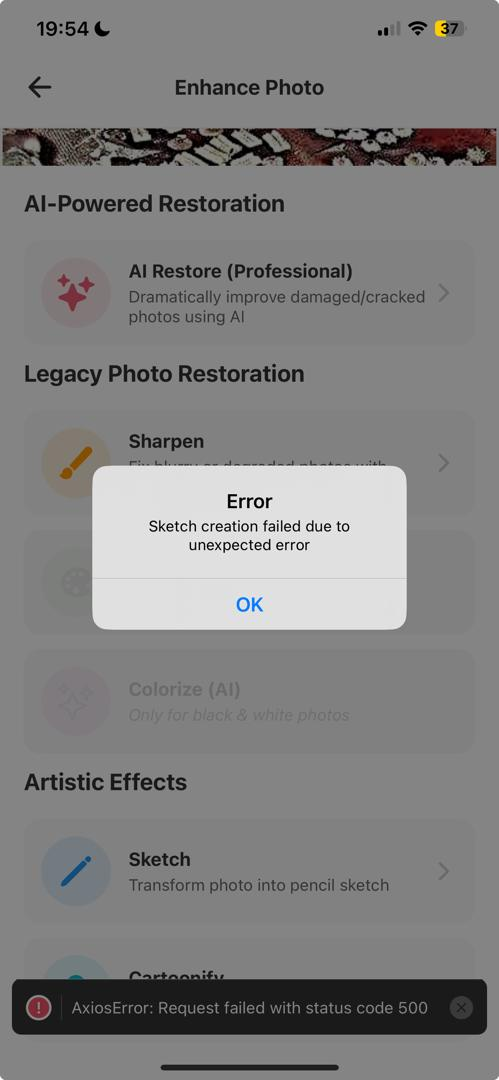 19:54
37
Enhance Photo
AI-Powered Restoration
AI Restore (Professional)
Dramatically improve damaged/cracked
photos using AI
Legacy Photo Restoration
Sharpen
Fix blurry or degraded photos with
Error
Sketch creation failed due to
unexpected error
OK
Colorize (AI)
Only for black & white photos
Artistic Effects
Sketch
Transform photo into pencil sketch
Cartoonify
AxiosError: Request failed with status code 500